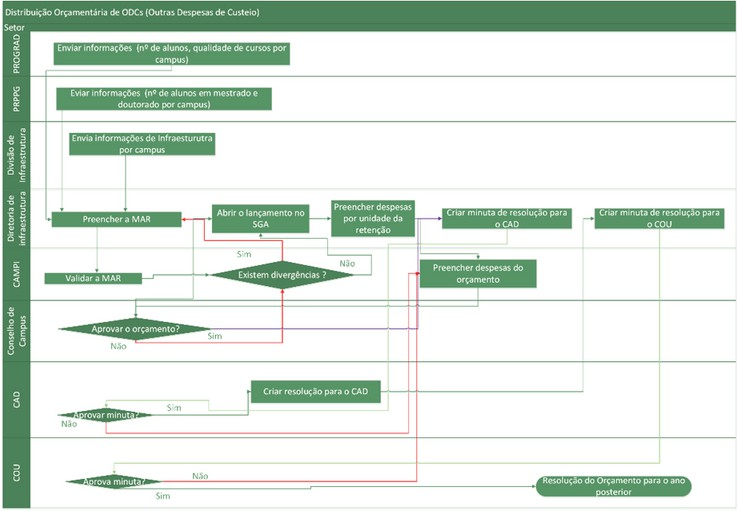 Distribuição Orçamentária de ODCs (Outras Despesas de Custeio)
Setor
PROGRAD
Enviar informações (nº de alunos, qualidade de cursos por
campus)
PRPPG
Eviar informações (nº de alunos em mestrado e
doutorado por campus)
Divisão de
Infraestrutura
Envia informações de Infraesturutra
por campus
Diretoria de
infraestrutura
Preencher a MAR
Abrir o lançamento no
SGA
Preencher despesas
por unidade da
retenção
Criar minuta de resolução para
o CAD
Criar minuta de resolução para
o COU
CAMPI
Validar a MAR
Sim
Existem divergências ?
Não
Preencher despesas do
orçamento
Conselho de
Campus
Aprovar o orçamento?
Sim
Não
CAD
Criar resolução para o CAD
Sim
Aprovar minuta?
Não
COU
Aprova minuta?
Não
Sim
Resolução do Orçamento para o ano
posterior